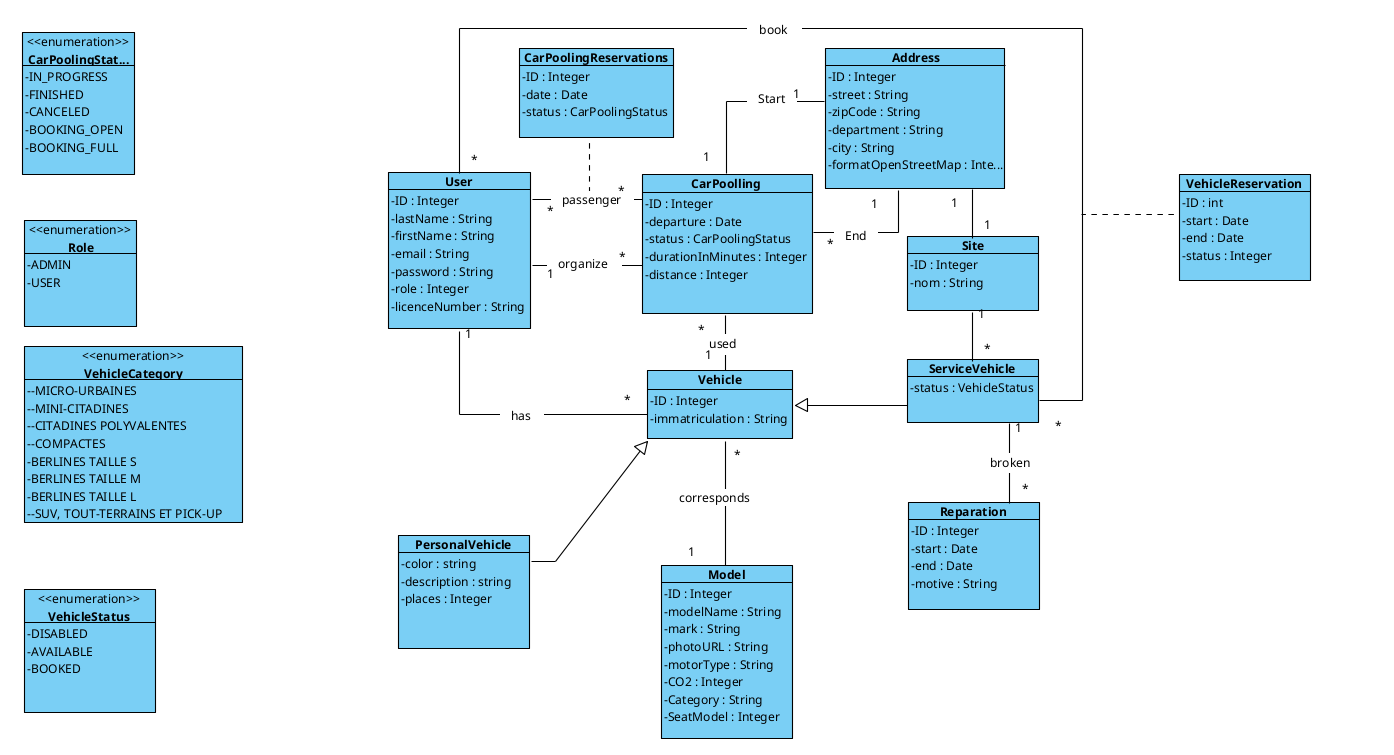 <<enumeration>>
CarPoolingStat...
-IN_PROGRESS
-FINISHED
-CANCELED
-BOOKING_OPEN
-BOOKING_FULL
<<enumeration>>
Role
-ADMIN
-USER
<<enumeration>>
VehicleCategory
--MICRO-URBAINES
--MINI-CITADINES
--CITADINES POLYVALENTES
--COMPACTES
-BERLINES TAILLE S
-BERLINES TAILLE M
-BERLINES TAILLE L
--SUV, TOUT-TERRAINS ET PICK-UP
<<enumeration>>
VehicleStatus
-DISABLED
-AVAILABLE
-BOOKED
book
*
*
CarPoolingReservations
-ID : Integer
-date : Date
-status : CarPoolingStatus
Address
-ID : Integer
-street : String
-zipCode : String
-department : String
-city : String
-formatOpenStreetMap : Inte...
Start
1
1
User
-ID : Integer
-lastName : String
-firstName : String
-email : String
-password : String
-role : Integer
-licenceNumber : String
passenger
*
*
organize
1
*
CarPoolling
-ID : Integer
-departure : Date
-status : CarPoolingStatus
-durationInMinutes : Integer
-distance : Integer
End
1
*
1
1
Site
-ID : Integer
-nom : String
1
*
VehicleReservation
-ID : int
-start : Date
-end : Date
-status : Integer
*
used
1
Vehicle
-ID : Integer
-immatriculation : String
ServiceVehicle
-status : VehicleStatus
1
has
*
1
broken
*
Reparation
-ID : Integer
-start : Date
-end : Date
-motive : String
*
corresponds
1
PersonalVehicle
-color : string
-description : string
-places : Integer
Model
-ID : Integer
-modelName : String
-mark : String
-photoURL : String
-motorType : String
-CO2 : Integer
-Category : String
-SeatModel : Integer